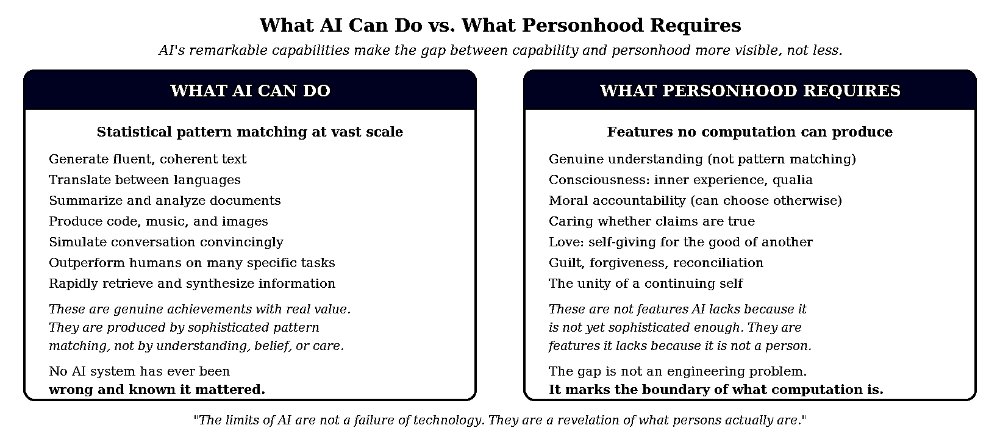 What AI Can Do vs. What Personhood Requires
AI's remarkable capabilities make the gap between capability and personhood more visible, not less.
WHAT AI CAN DO
Statistical pattern matching at vast scale
Generate fluent, coherent text
Translate between languages
Summarize and analyze documents
Produce code, music, and images
Simulate conversation convincingly
Outperform humans on many specific tasks
Rapidly retrieve and synthesize information
These are genuine achievements with real value.
They are produced by sophisticated pattern
matching, not by understanding, belief, or care.
No AI system has ever been
wrong and known it mattered.
WHAT PERSONHOOD REQUIRES
Features no computation can produce
Genuine understanding (not pattern matching)
Consciousness: inner experience, qualia
Moral accountability (can choose otherwise)
Caring whether claims are true
Love: self-giving for the good of another
Guilt, forgiveness, reconciliation
The unity of a continuing self
These are not features AI lacks because it
is not yet sophisticated enough. They are
features it lacks because it is not a person.
The gap is not an engineering problem.
It marks the boundary of what computation is.
"The limits of AI are not a failure of technology. They are a revelation of what persons actually are."